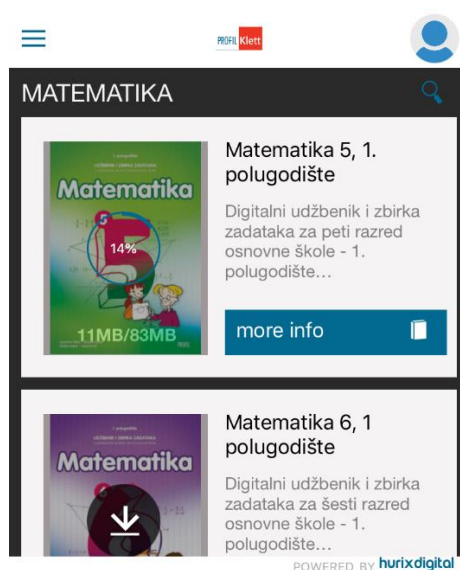 PROFIL Klett
MATEMATIKA
Matematika
5
14%
11MB/83MB
Matematika 5, 1.
polugodište
Digitalni udžbenik i zbirka
zadataka za peti razred
osnovne škole - 1.
polugodište...
more info
Matematika
Matematika 6, 1
polugodište
Digitalni udžbenik i zbirka
zadataka za šesti razred
osnovne škole - 1.
polugodište...
POWERED BY hurixdigital